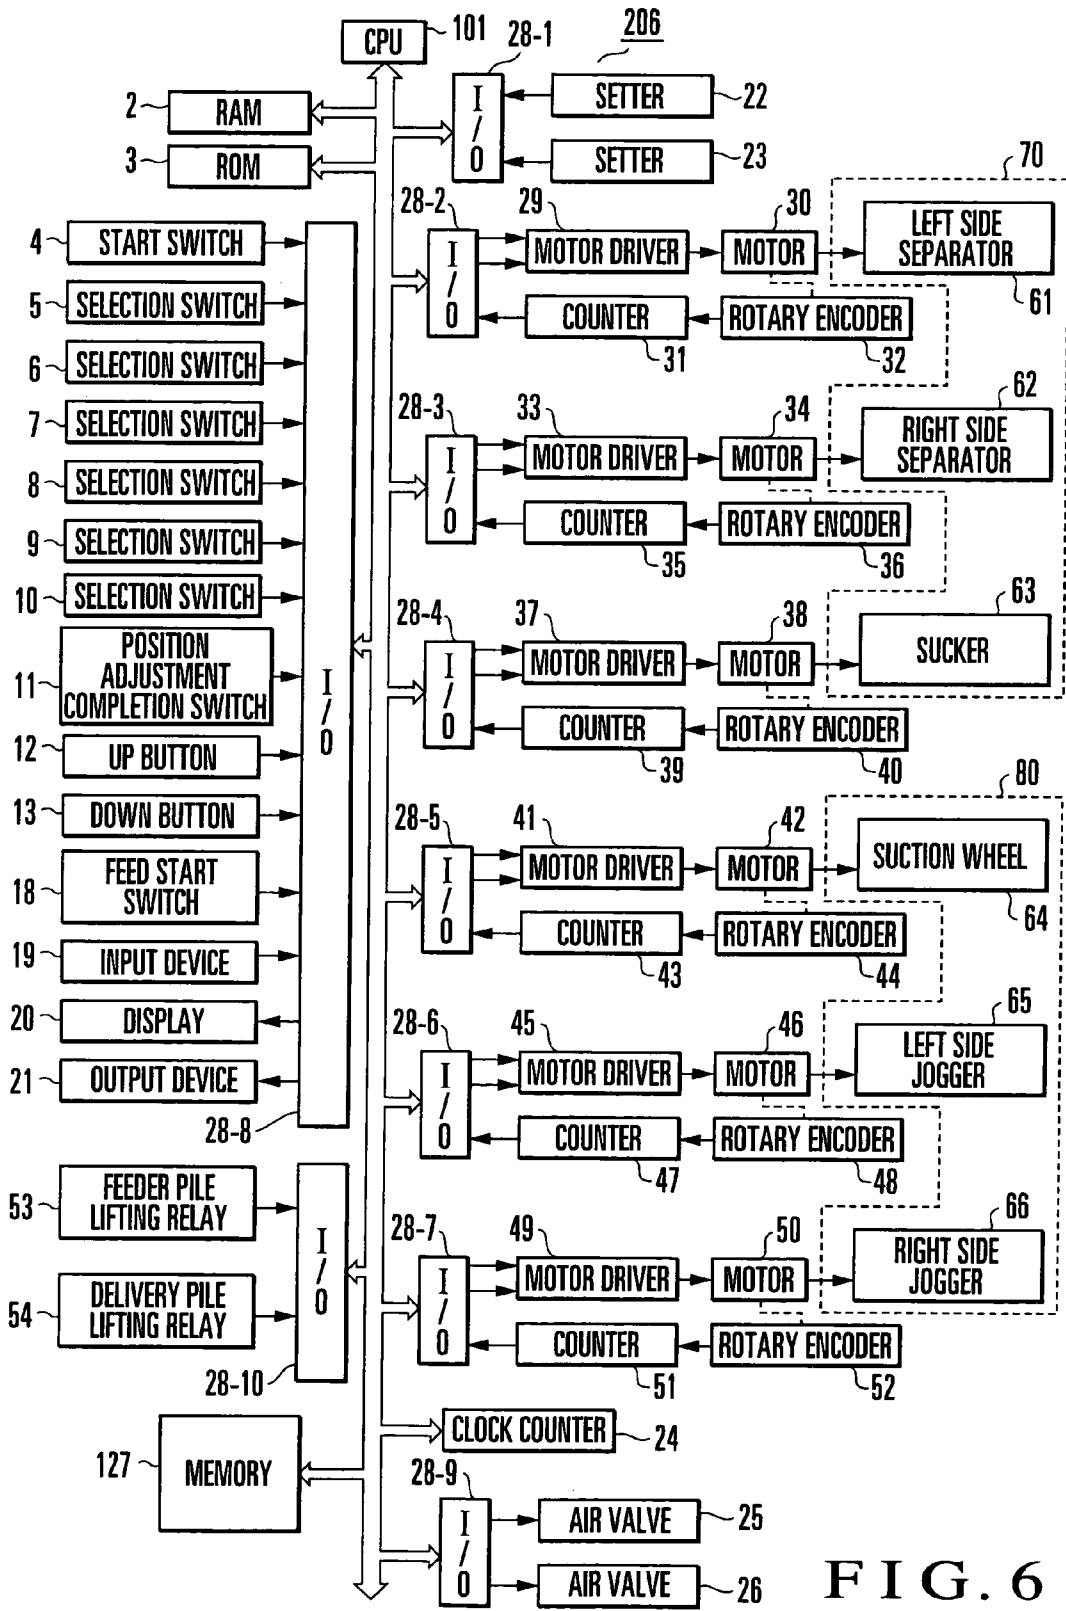 CPU
101
28-1
206
I/O
SETTER
22
SETTER
23
2
RAM
3
ROM
70
4
START SWITCH
5
SELECTION SWITCH
6
SELECTION SWITCH
7
SELECTION SWITCH
8
SELECTION SWITCH
9
SELECTION SWITCH
10
SELECTION SWITCH
11
POSITION
ADJUSTMENT
COMPLETION SWITCH
12
UP BUTTON
13
DOWN BUTTON
18
FEED START
SWITCH
19
INPUT DEVICE
20
DISPLAY
21
OUTPUT DEVICE
I/O
28-8
53
FEEDER PILE
LIFTING RELAY
54
DELIVERY PILE
LIFTING RELAY
I/O
28-10
127
MEMORY
28-2
I/O
29
MOTOR DRIVER
30
MOTOR
LEFT SIDE
SEPARATOR
61
COUNTER
31
ROTARY ENCODER
32
28-3
I/O
33
MOTOR DRIVER
34
MOTOR
62
RIGHT SIDE
SEPARATOR
COUNTER
35
ROTARY ENCODER
36
28-4
I/O
37
MOTOR DRIVER
38
MOTOR
63
SUCKER
COUNTER
39
ROTARY ENCODER
40
80
28-5
I/O
41
MOTOR DRIVER
42
MOTOR
SUCTION WHEEL
64
COUNTER
43
ROTARY ENCODER
44
28-6
I/O
45
MOTOR DRIVER
46
MOTOR
65
LEFT SIDE
JOGGER
COUNTER
47
ROTARY ENCODER
48
28-7
I/O
49
MOTOR DRIVER
50
MOTOR
66
RIGHT SIDE
JOGGER
COUNTER
51
ROTARY ENCODER
52
CLOCK COUNTER
24
28-9
I/O
AIR VALVE
25
AIR VALVE
26
FIG. 6